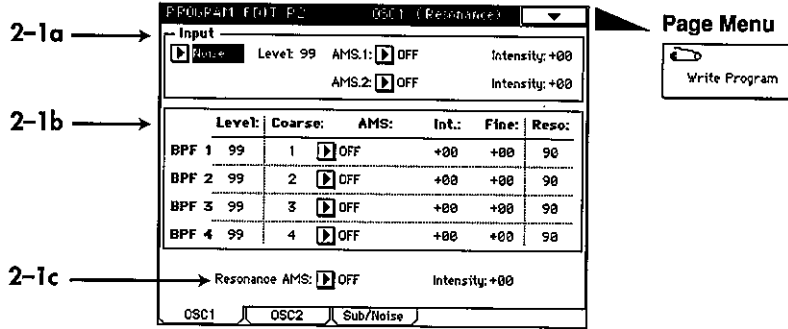 PROGRAM EDIT P2 OSC1 (Resonance)
Page Menu
Write Program
2–1a
Input
Noise Level: 99 AMS.1: OFF Intensity: +00
AMS.2: OFF Intensity: +00
2–1b
Level: Coarse: AMS: Int.: Fine: Reso:
BPF 1 99 1 OFF +00 +00 90
BPF 2 99 2 OFF +00 +00 90
BPF 3 99 3 OFF +00 +00 90
BPF 4 99 4 OFF +00 +00 90
2–1c
Resonance AMS: OFF Intensity: +00
OSC1 OSC2 Sub/Noise